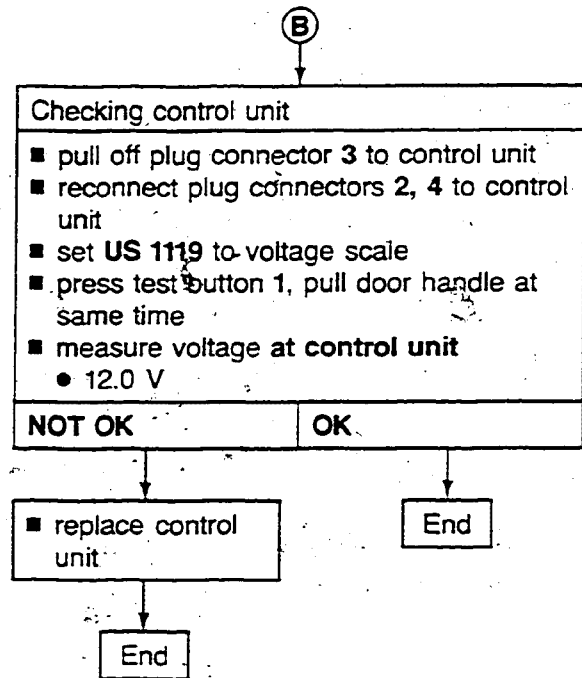 B
Checking control unit
■ pull off plug connector 3 to control unit
■ reconnect plug connectors 2, 4 to control
unit
■ set US 1119 to voltage scale
■ press test button 1, pull door handle at
same time
■ measure voltage at control unit
● 12.0 V
NOT OK
OK
■ replace control
unit
End
End